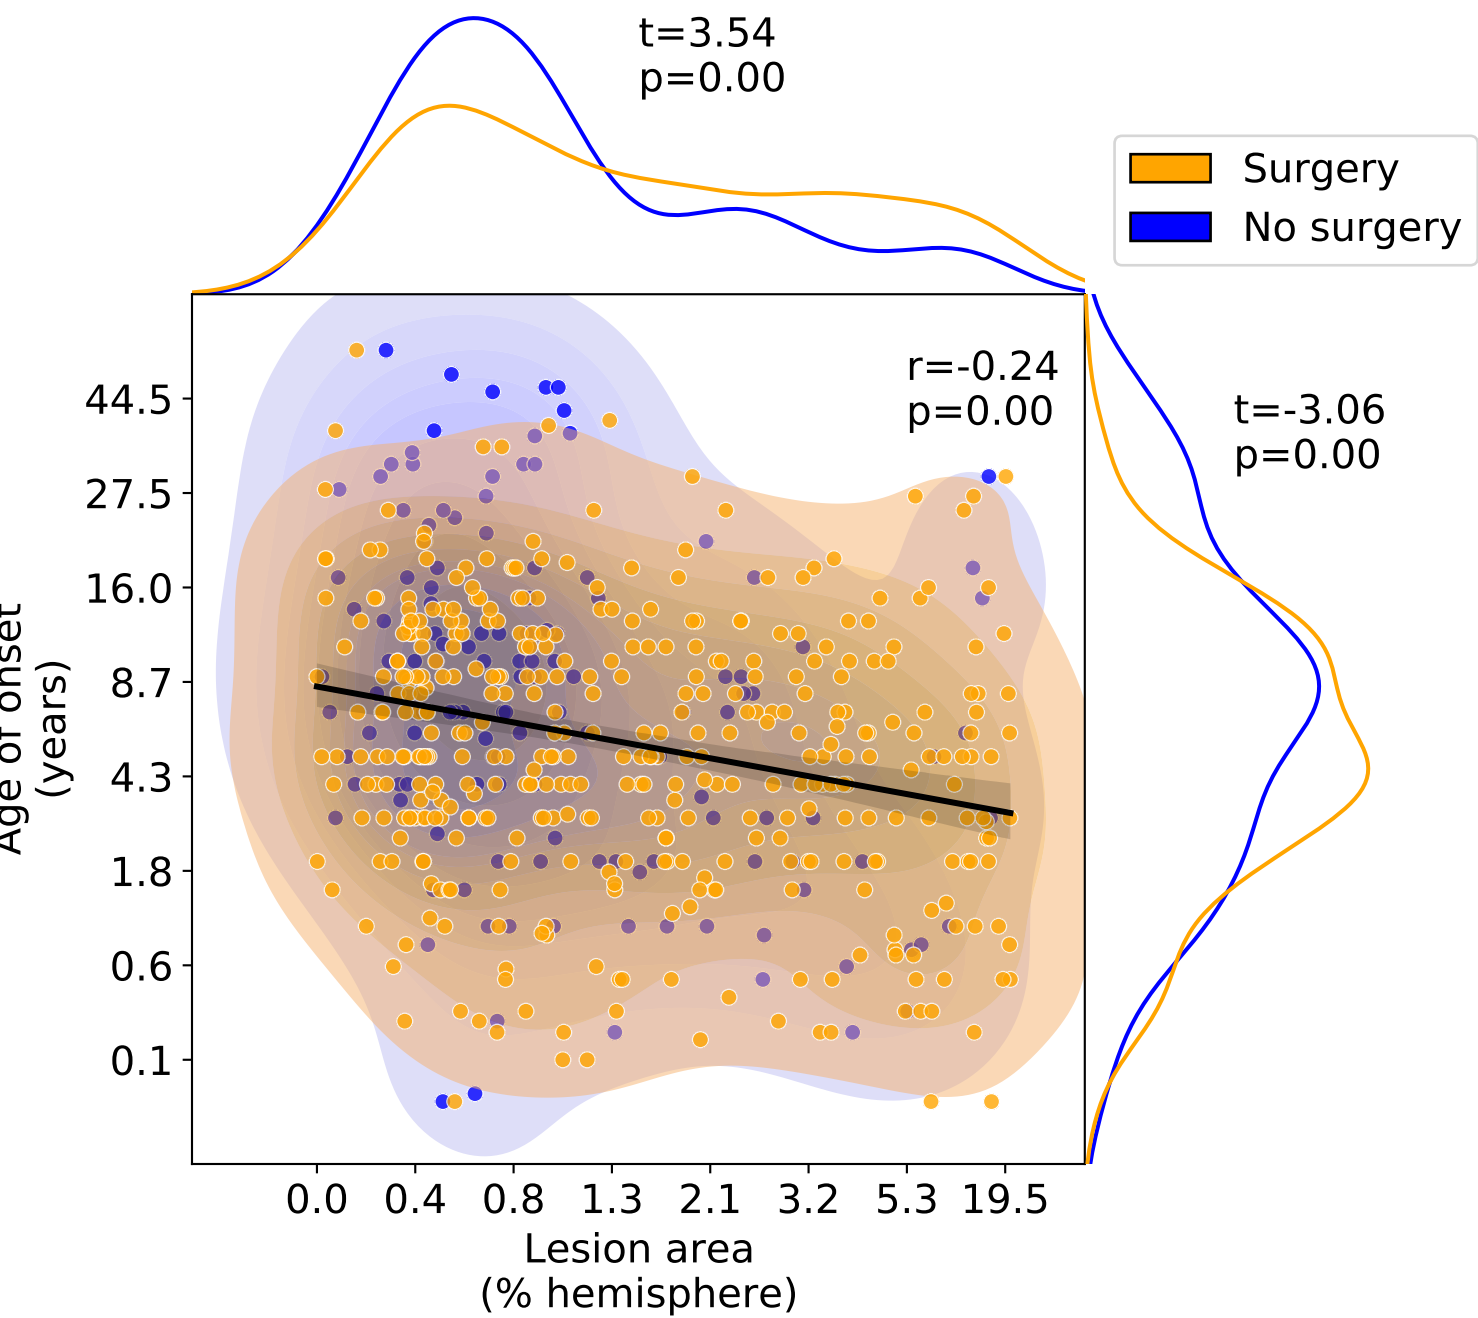 t=3.54
p=0.00
Surgery
No surgery
r=-0.24
p=0.00
t=-3.06
p=0.00
44.5
27.5
16.0
8.7
4.3
1.8
0.6
0.1
Age of onset
(years)
0.0 0.4 0.8 1.3 2.1 3.2 5.3 19.5
Lesion area
(% hemisphere)